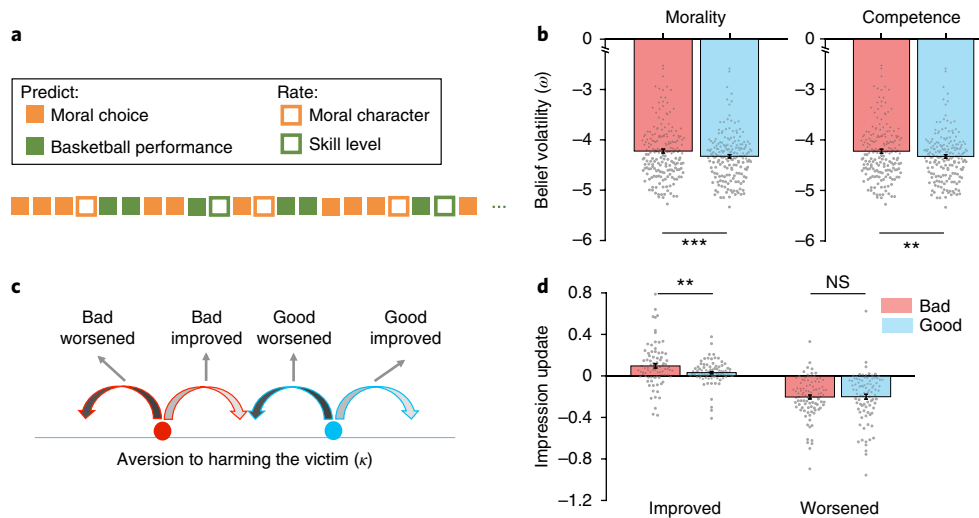 a
Predict:
Rate:
Moral choice
Moral character
Basketball performance
Skill level
...
b
Morality
Competence
Belief volatility (ω)
0
−3
−4
−5
−6
***
0
−3
−4
−5
−6
**
c
Bad
worsened
Bad
improved
Good
worsened
Good
improved
Aversion to harming the victim (κ)
d
Impression update
0.8
0.4
0
−0.4
−0.8
−1.2
**
NS
Bad
Good
Improved
Worsened